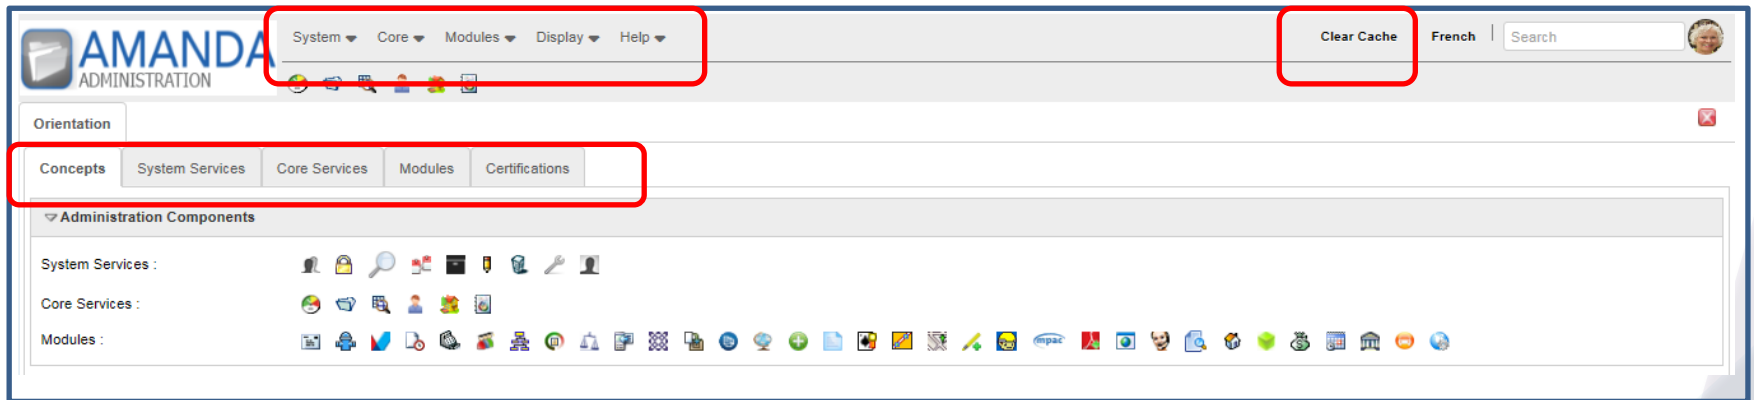 AMANDA
ADMINISTRATION
System Core Modules Display Help
Clear Cache French | Search
Orientation
Concepts System Services Core Services Modules Certifications
Administration Components
System Services :
Core Services :
Modules :
mpac